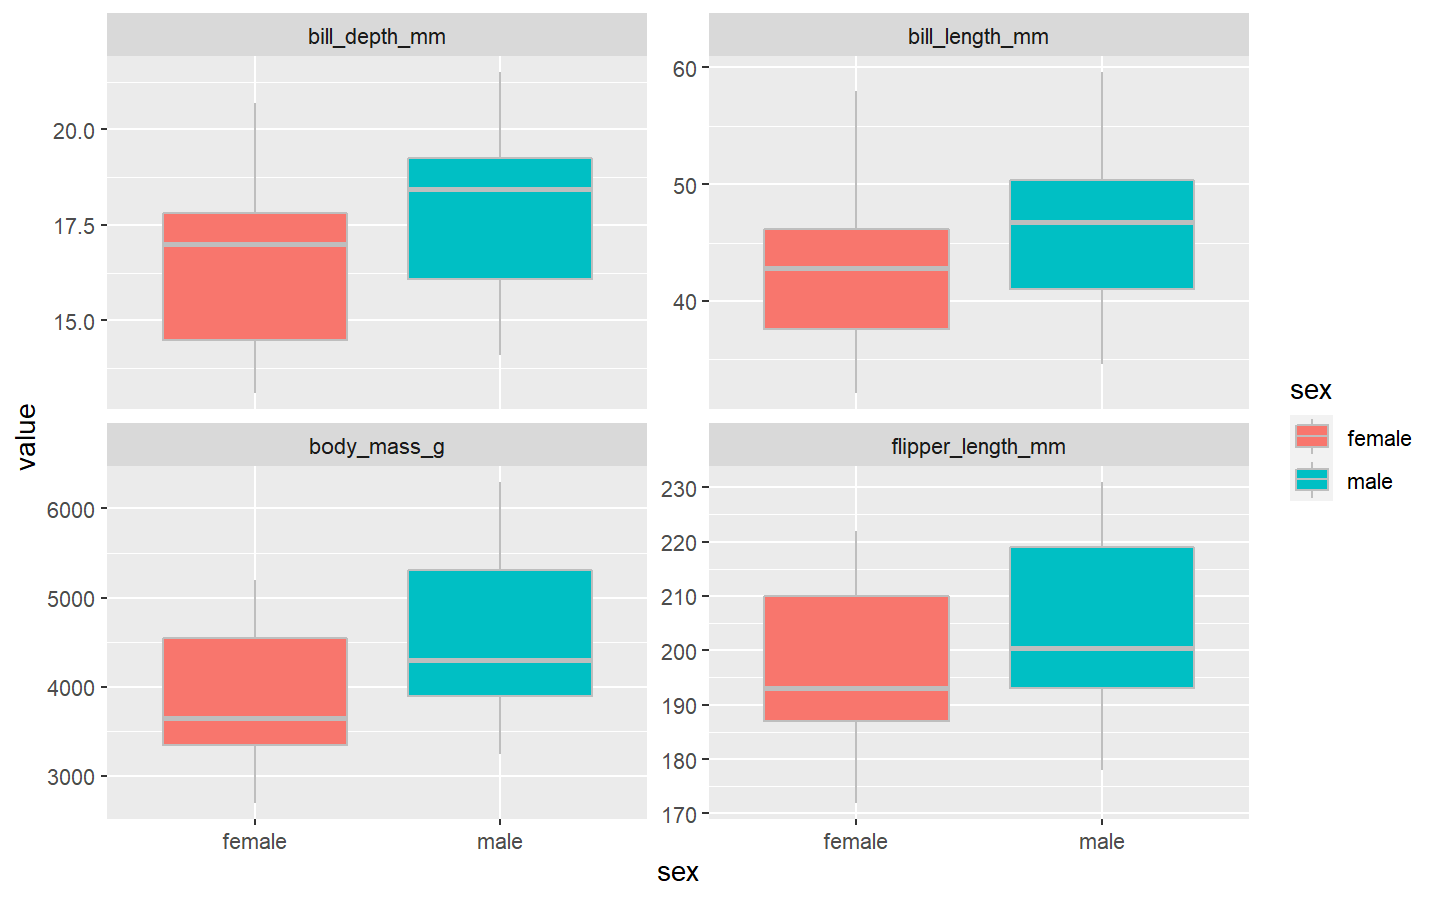 bill_depth_mm
bill_length_mm
20.0
17.5
15.0
60
50
40
value
body_mass_g
flipper_length_mm
6000
5000
4000
3000
230
220
210
200
190
180
170
female
male
female
male
sex
sex
female
male